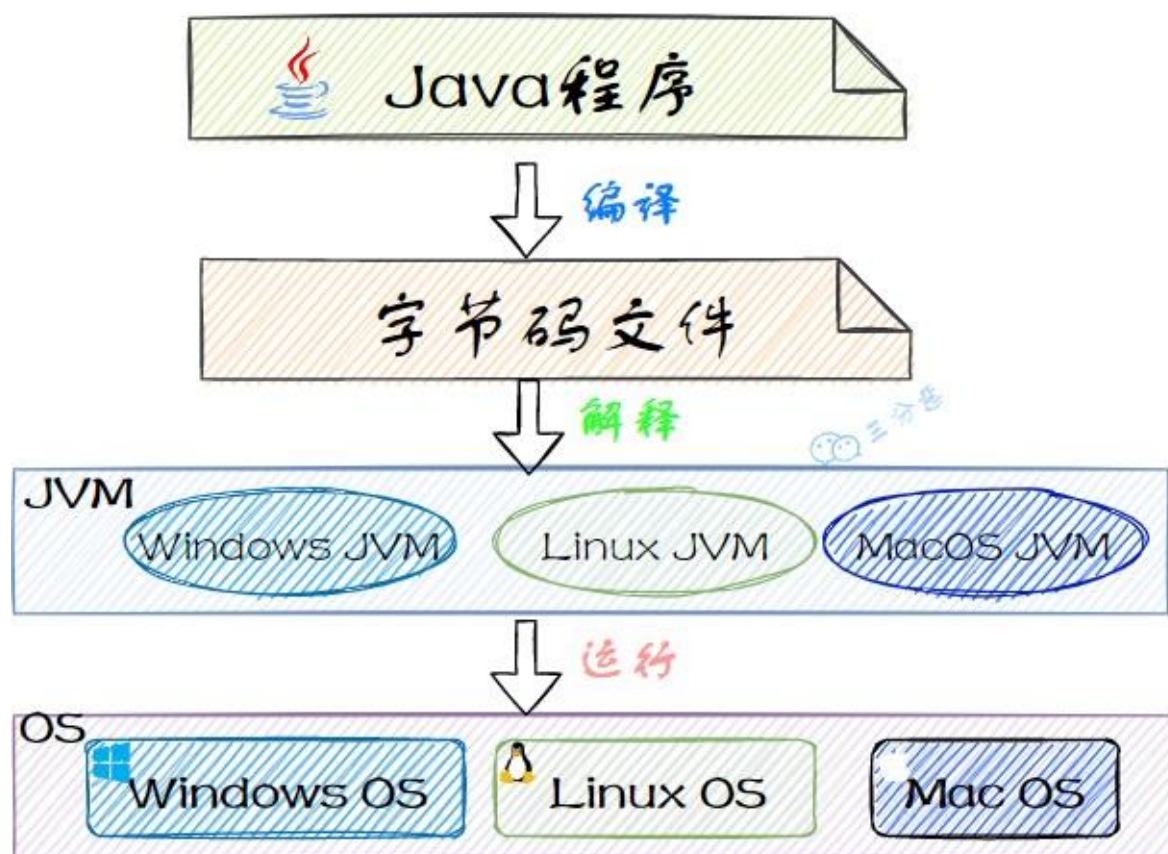 Java程序
编译
字节码文件
解释
三分恶
JVM
Windows JVM
Linux JVM
MacOS JVM
运行
OS
Windows OS
Linux OS
Mac OS